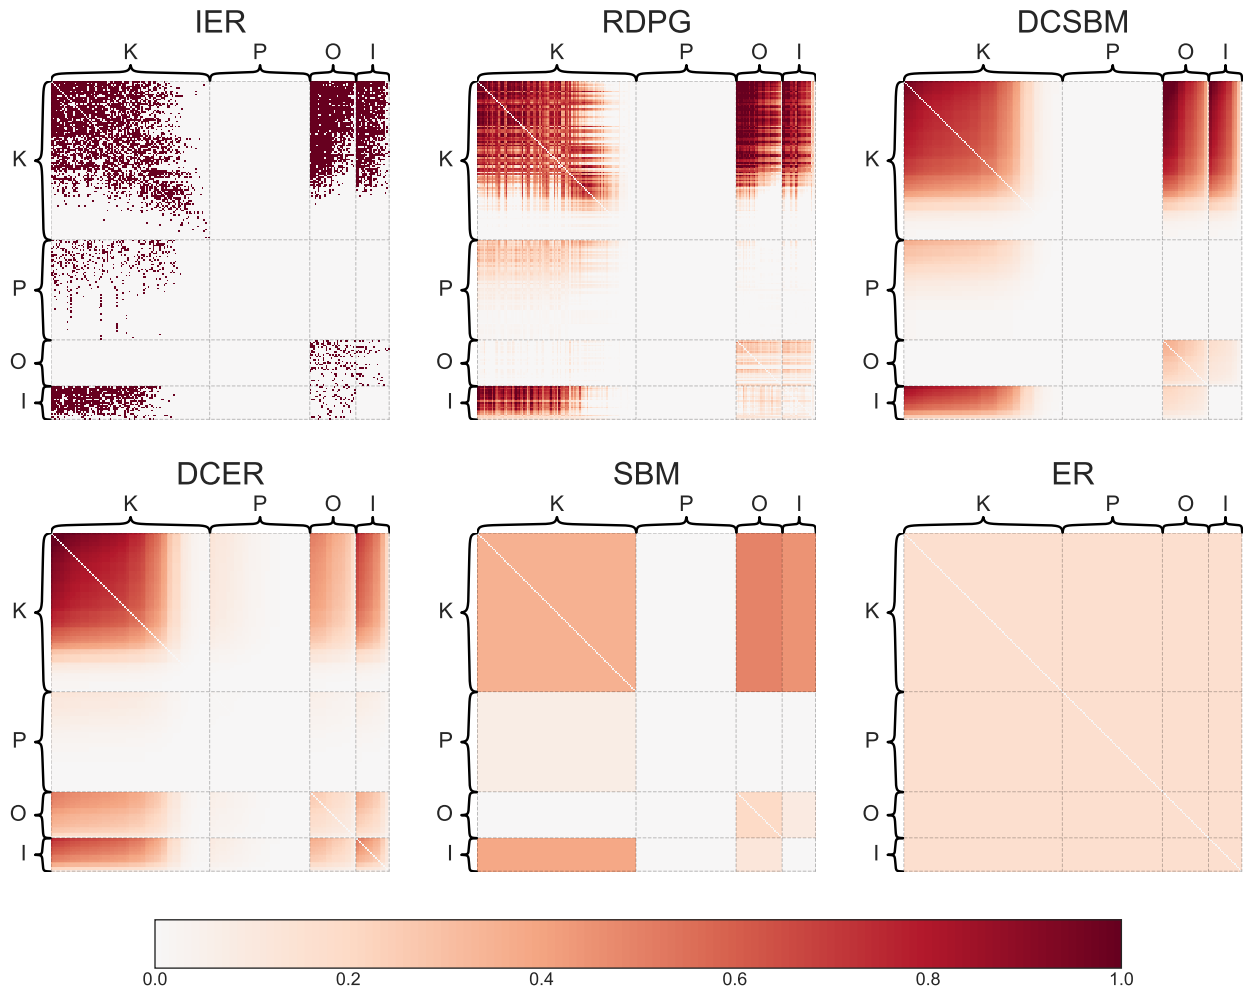 IER RDPG DCSBM
K P O I K P O I K P O I
K K K
P P P
O O O
I I I
DCER SBM ER
K P O I K P O I K P O I
K K K
P P P
O O O
I I I
0.0 0.2 0.4 0.6 0.8 1.0